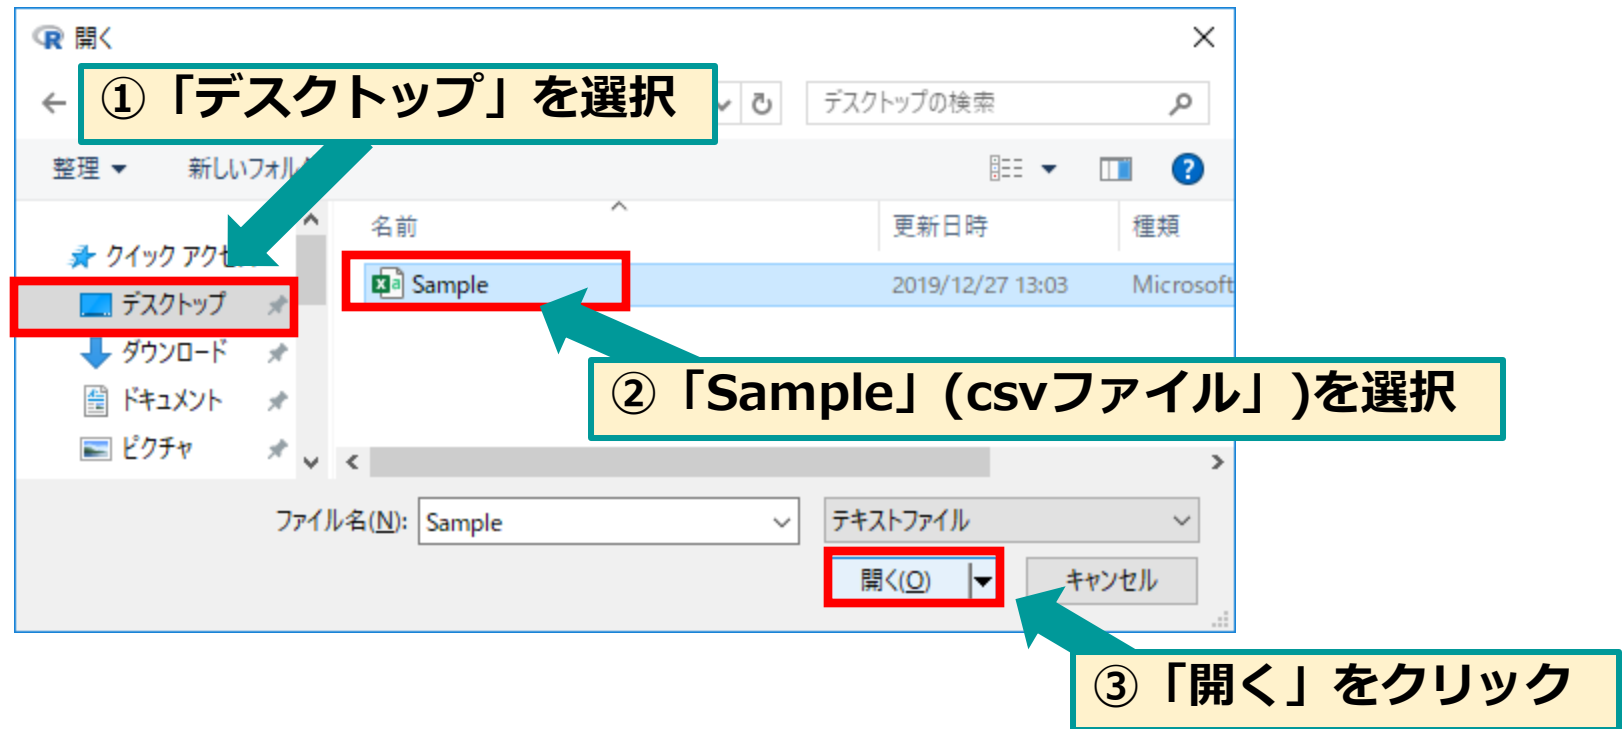 開く
①「デスクトップ」を選択
デスクトップの検索
整理
新しいフォル
名前
更新日時
種類
クイック アクセ
Sample
2019/12/27 13:03
Microsoft
デスクトップ
ダウンロード
ドキュメント
ピクチャ
②「Sample」(csvファイル」)を選択
ファイル名(N):
Sample
テキストファイル
開く(O)
キャンセル
③「開く」をクリック